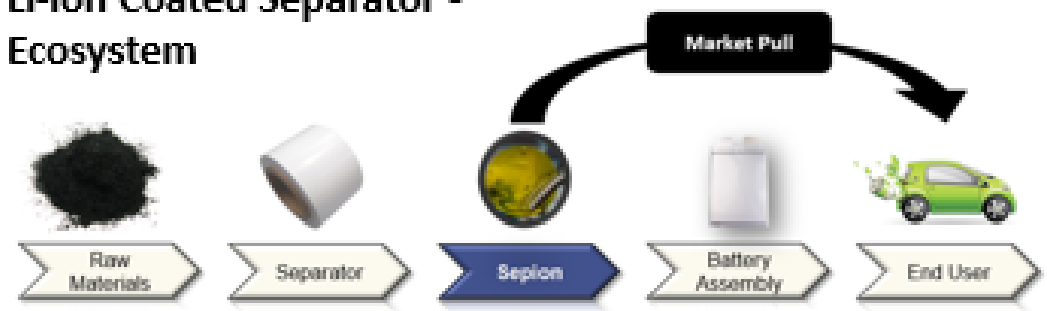 Li-Ion Coated Separator -
Ecosystem
Market Pull
Raw
Materials
Separator
Sepion
Battery
Assembly
End User